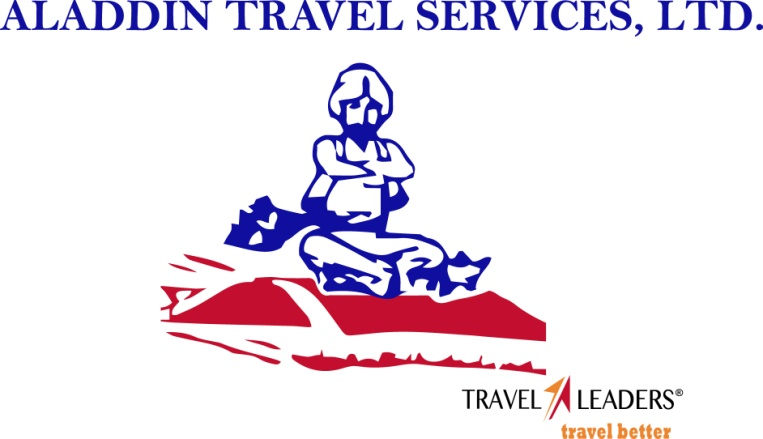 ALADDIN TRAVEL SERVICES, LTD.
TRAVEL LEADERS®
travel better